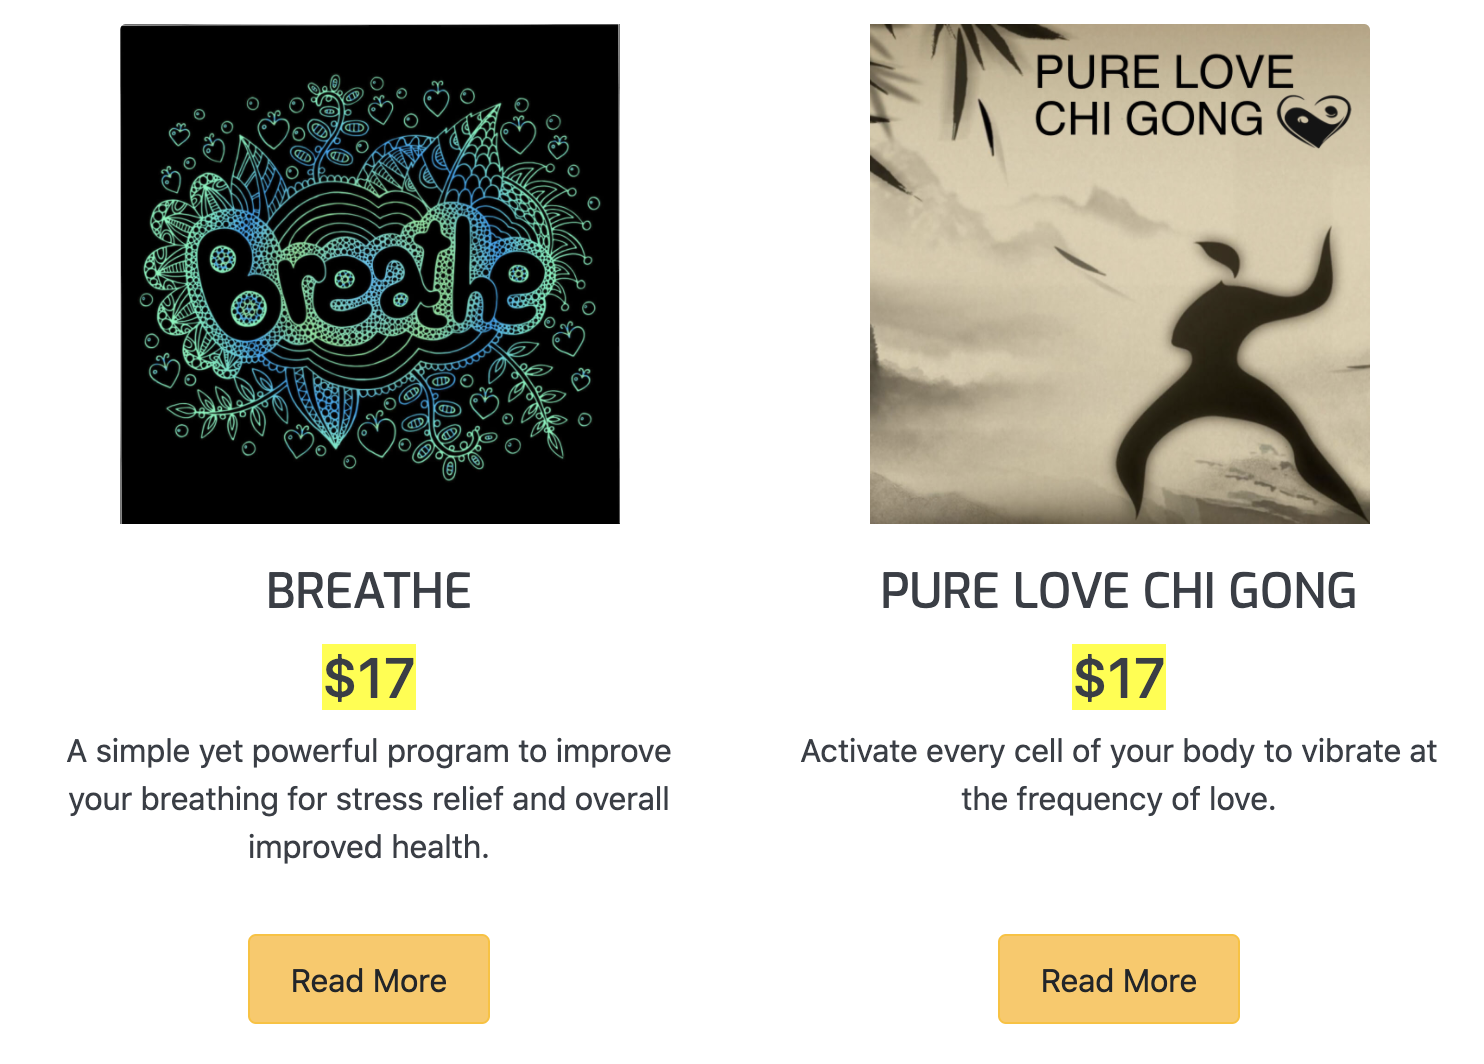 Breathe
BREATHE
$17
A simple yet powerful program to improve
your breathing for stress relief and overall
improved health.
Read More
PURE LOVE
CHI GONG
PURE LOVE CHI GONG
$17
Activate every cell of your body to vibrate at
the frequency of love.
Read More